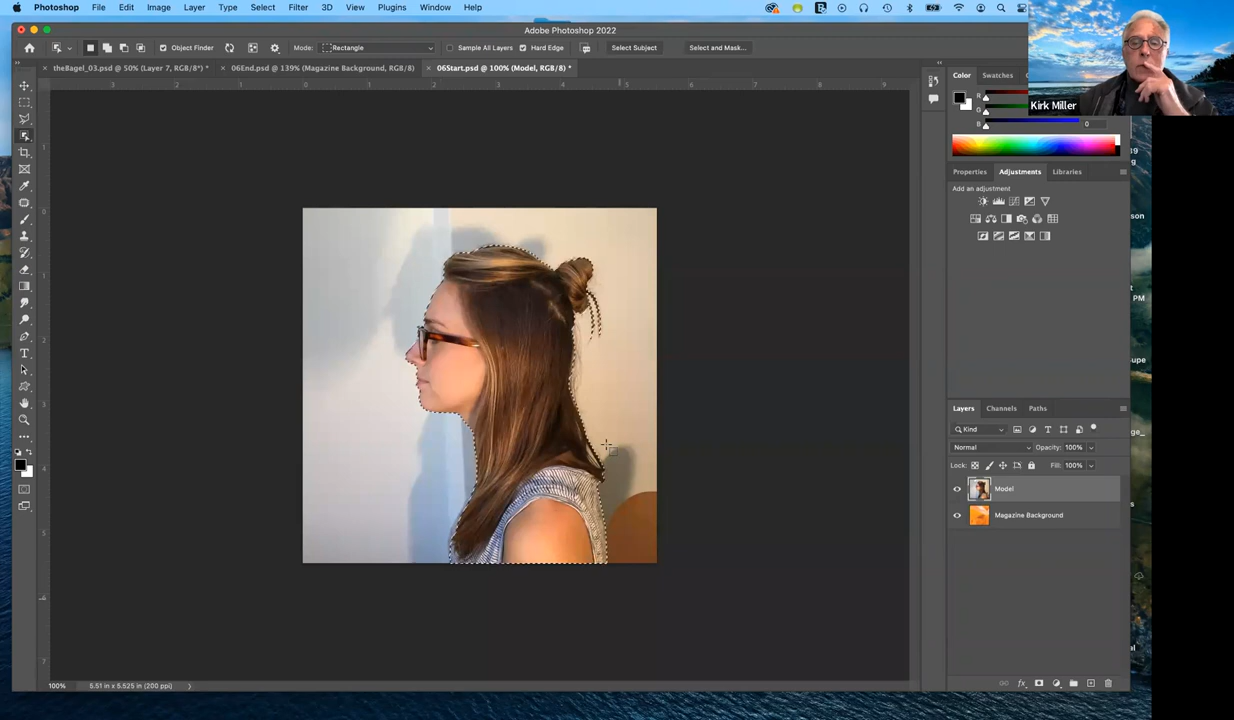 Photoshop File Edit Image Layer Type Select Filter 3D View Plugins Window Help
Adobe Photoshop 2022
Object Finder Mode: Rectangle Sample All Layers Hard Edge Select Subject Select and Mask...
theBagel_03.psd @ 50% (Layer 7, RGB/8*) * 06End.psd @ 139% (Magazine Background, RGB/8) 06Start.psd @ 100% (Model, RGB/8) *
Color Swatches
R
G
B 0
Kirk Miller
Properties Adjustments Libraries
Add an adjustment
Layers Channels Paths
Kind
Normal Opacity: 100%
Lock: Fill: 100%
Model
Magazine Background
100% 5.51 in x 5.525 in (200 ppi)